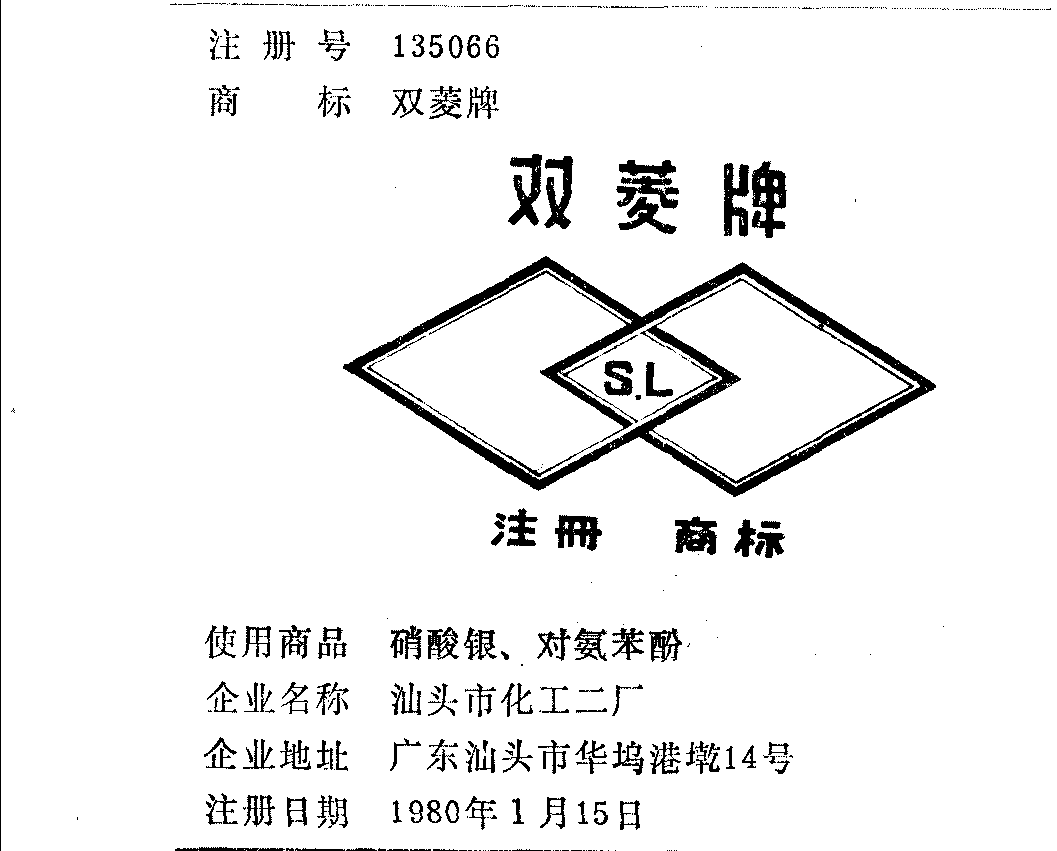 注册号 135066
商标 双菱牌
双菱牌
S.L
注冊 商标
使用商品 硝酸银、对氨苯酚
企业名称 汕头市化工二厂
企业地址 广东汕头市华坞港墘14号
注册日期 1980年1月15日